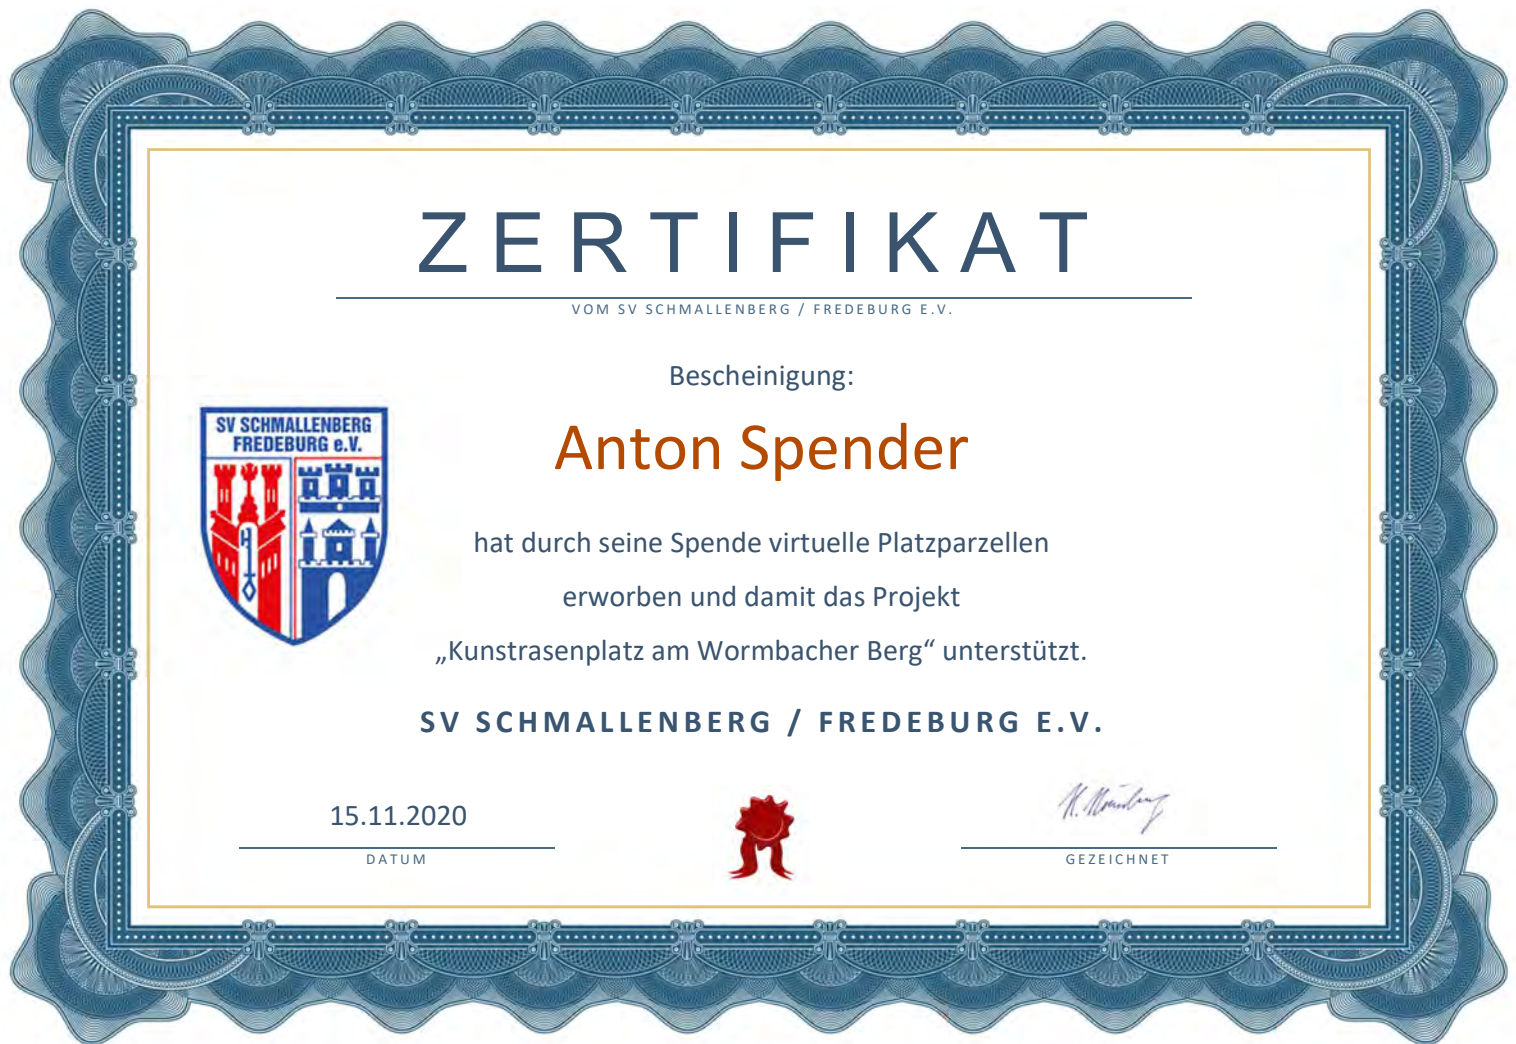 ZERTIFIKAT
VOM SV SCHMALLENBERG / FREDEBURG E.V.
Bescheinigung:
SV SCHMALLENBERG
FREDEBURG e.V.
Anton Spender
hat durch seine Spende virtuelle Platzparzellen
erworben und damit das Projekt
„Kunstrasenplatz am Wormbacher Berg“ unterstützt.
SV SCHMALLENBERG / FREDEBURG E.V.
15.11.2020
DATUM
GEZEICHNET